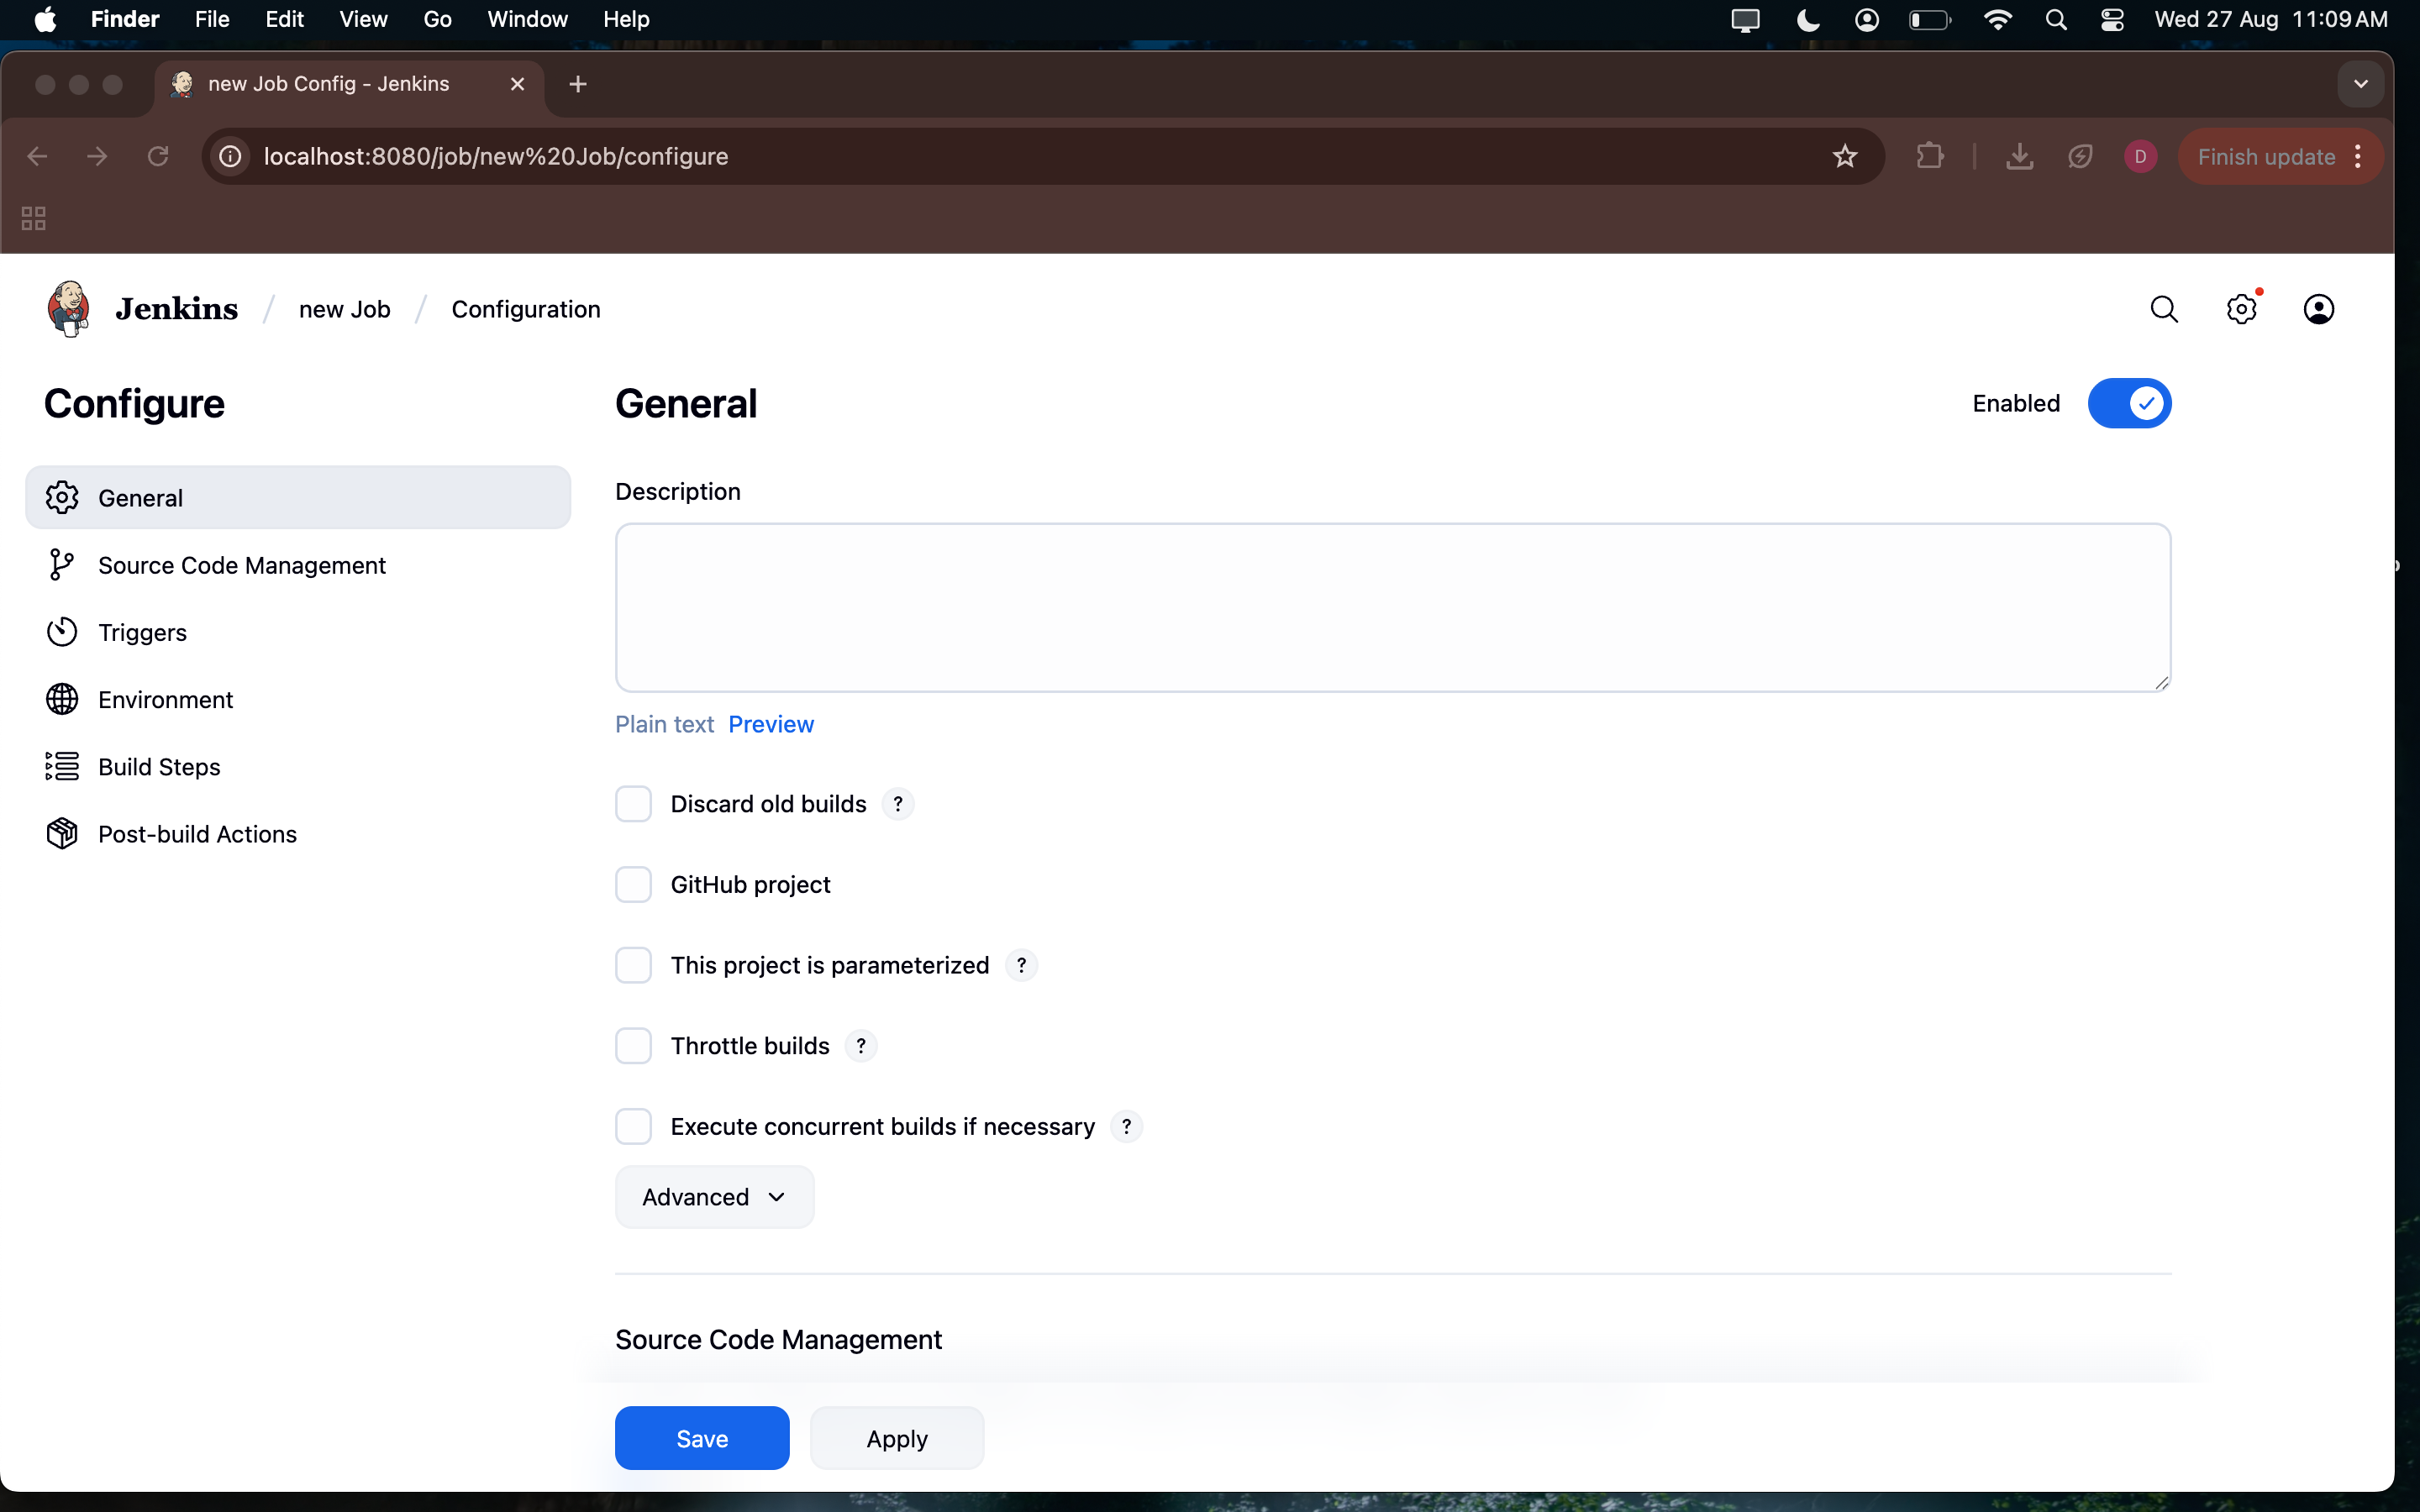 Finder File Edit View Go Window Help Wed 27 Aug 11:09 AM
new Job Config - Jenkins
localhost:8080/job/new%20Job/configure D Finish update
Jenkins / new Job / Configuration
Configure
General
Source Code Management
Triggers
Environment
Build Steps
Post-build Actions
General Enabled
Description
Plain text Preview
Discard old builds ?
GitHub project
This project is parameterized ?
Throttle builds ?
Execute concurrent builds if necessary ?
Advanced
Source Code Management
Save Apply